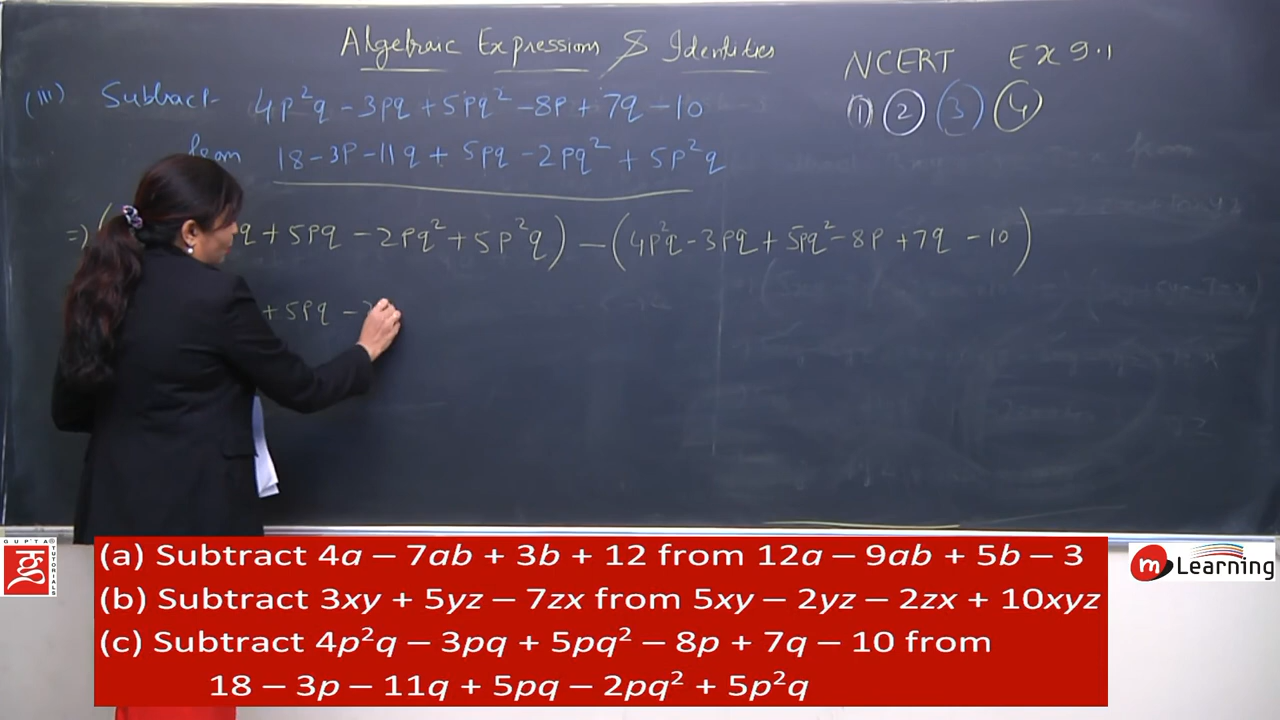 Algebraic Expressions & Identities
NCERT Ex 9.1
① ② ③ ④
(iii) Subtract 4p²q - 3pq + 5pq² - 8p + 7q - 10
from 18 - 3p - 11q + 5pq - 2pq² + 5p²q
⇒ ( q + 5pq - 2pq² + 5p²q) - (4p²q - 3pq + 5pq² - 8p + 7q - 10)
+ 5pq -
(a) Subtract 4a − 7ab + 3b + 12 from 12a − 9ab + 5b − 3
(b) Subtract 3xy + 5yz − 7zx from 5xy − 2yz − 2zx + 10xyz
(c) Subtract 4p²q − 3pq + 5pq² − 8p + 7q − 10 from
18 − 3p − 11q + 5pq − 2pq² + 5p²q
GUPTA®
TUTORIALS
m Learning